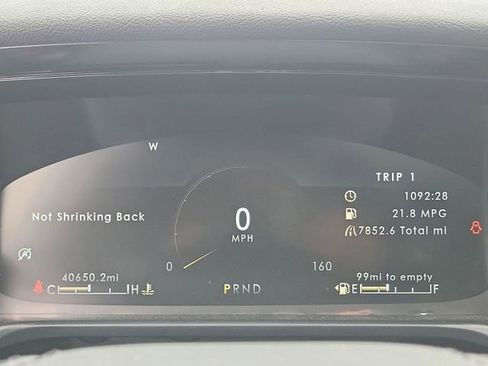 W
TRIP 1
1092:28
Not Shrinking Back
0
21.8 MPG
MPH
7852.6 Total mi
0
160
40650.2mi
99mi to empty
C H
PRND
E F